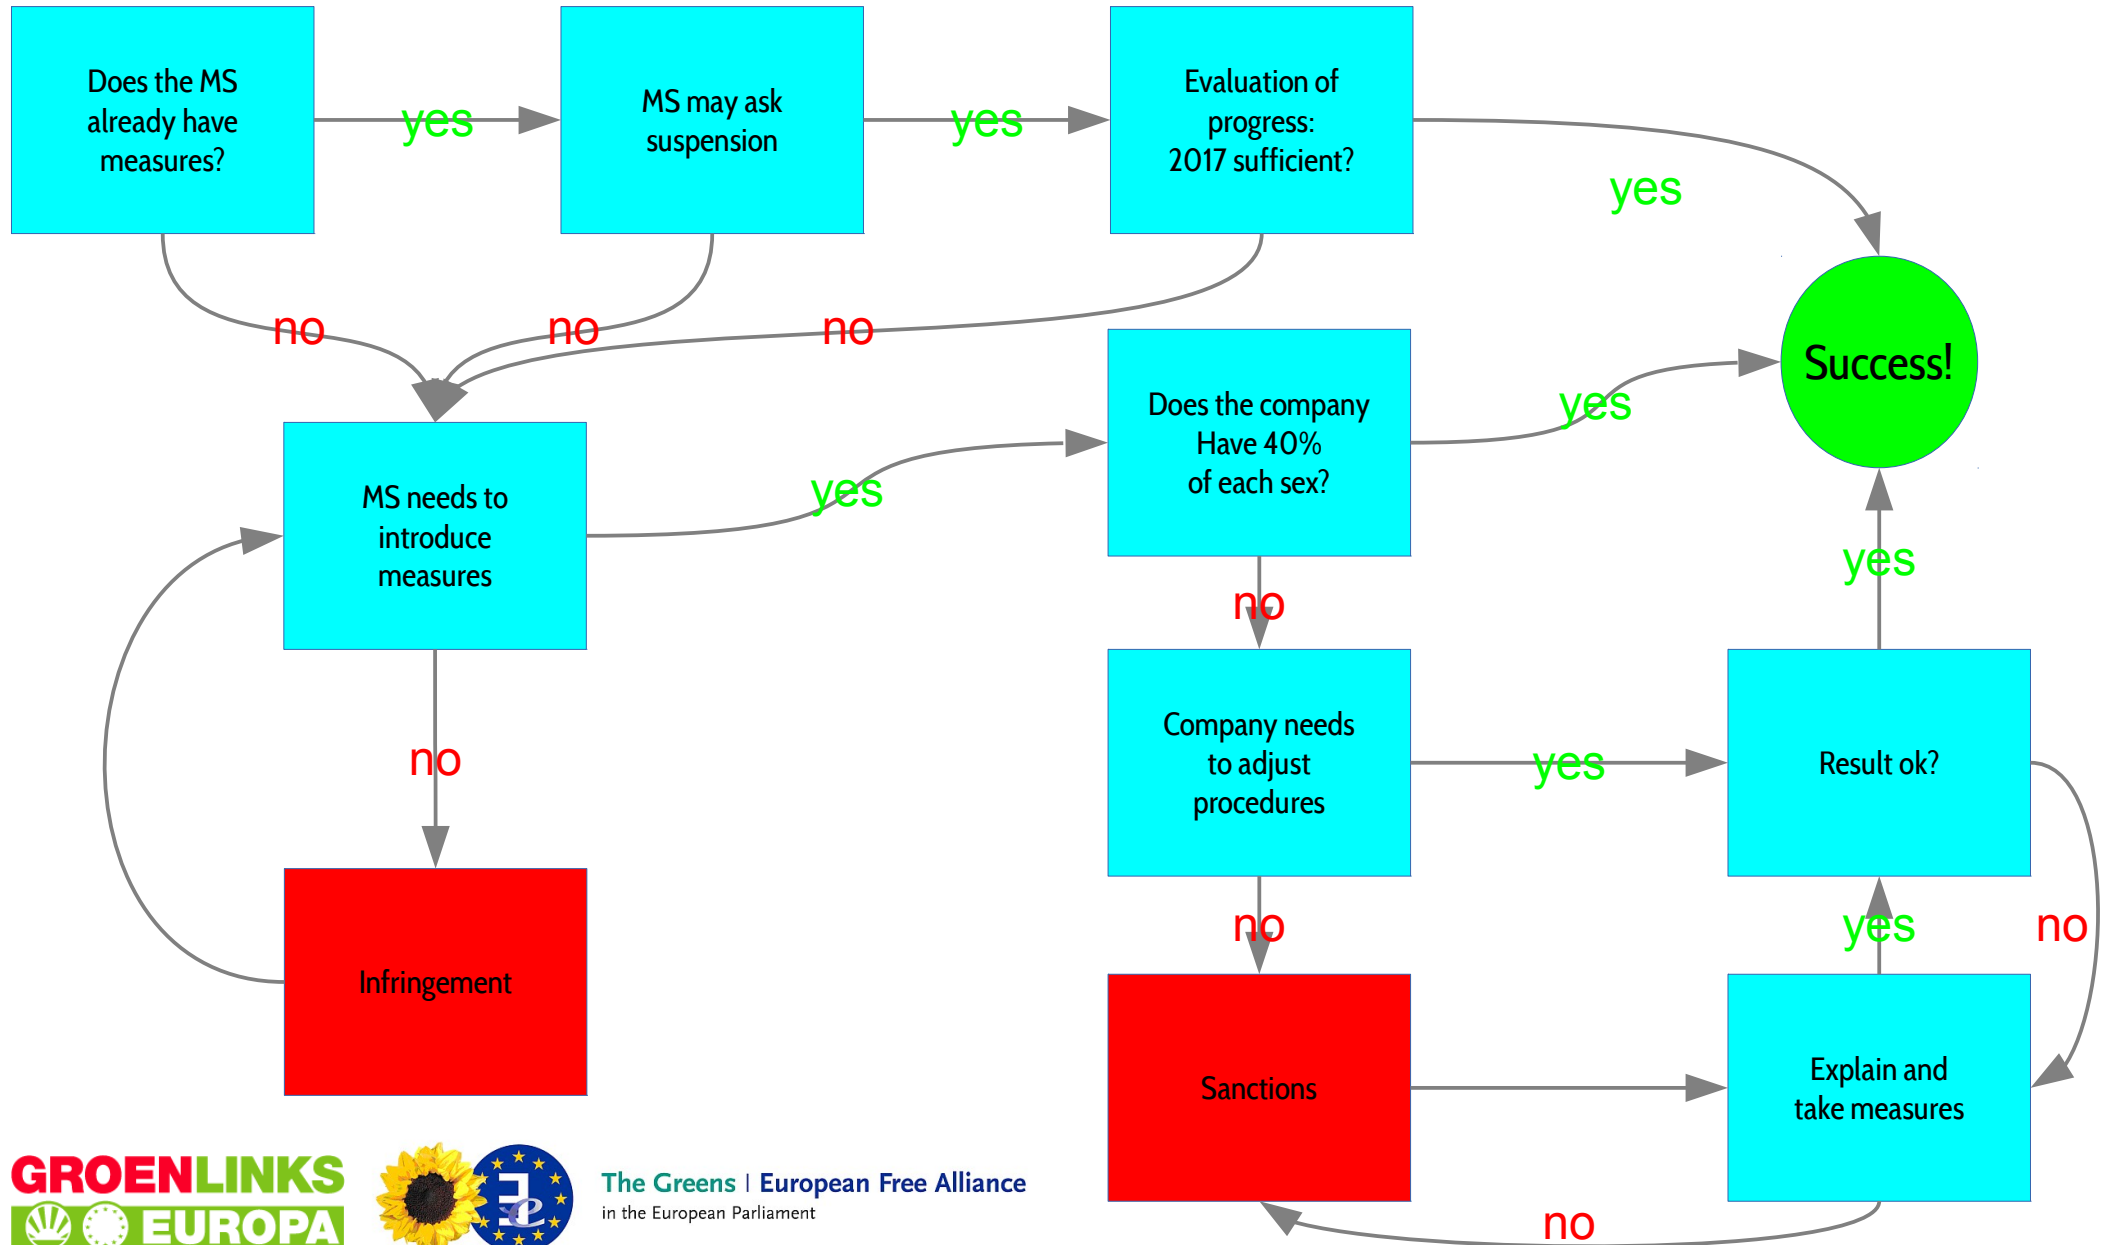 Does the MS
already have
measures?
yes
MS may ask
suspension
yes
Evaluation of
progress:
2017 sufficient?
yes
no
no
no
Success!
Does the company
Have 40%
of each sex?
yes
MS needs to
introduce
measures
yes
no
yes
Company needs
to adjust
procedures
yes
Result ok?
no
no
yes
no
Infringement
Sanctions
Explain and
take measures
no
GROENLINKS
EUROPA
The Greens | European Free Alliance
in the European Parliament